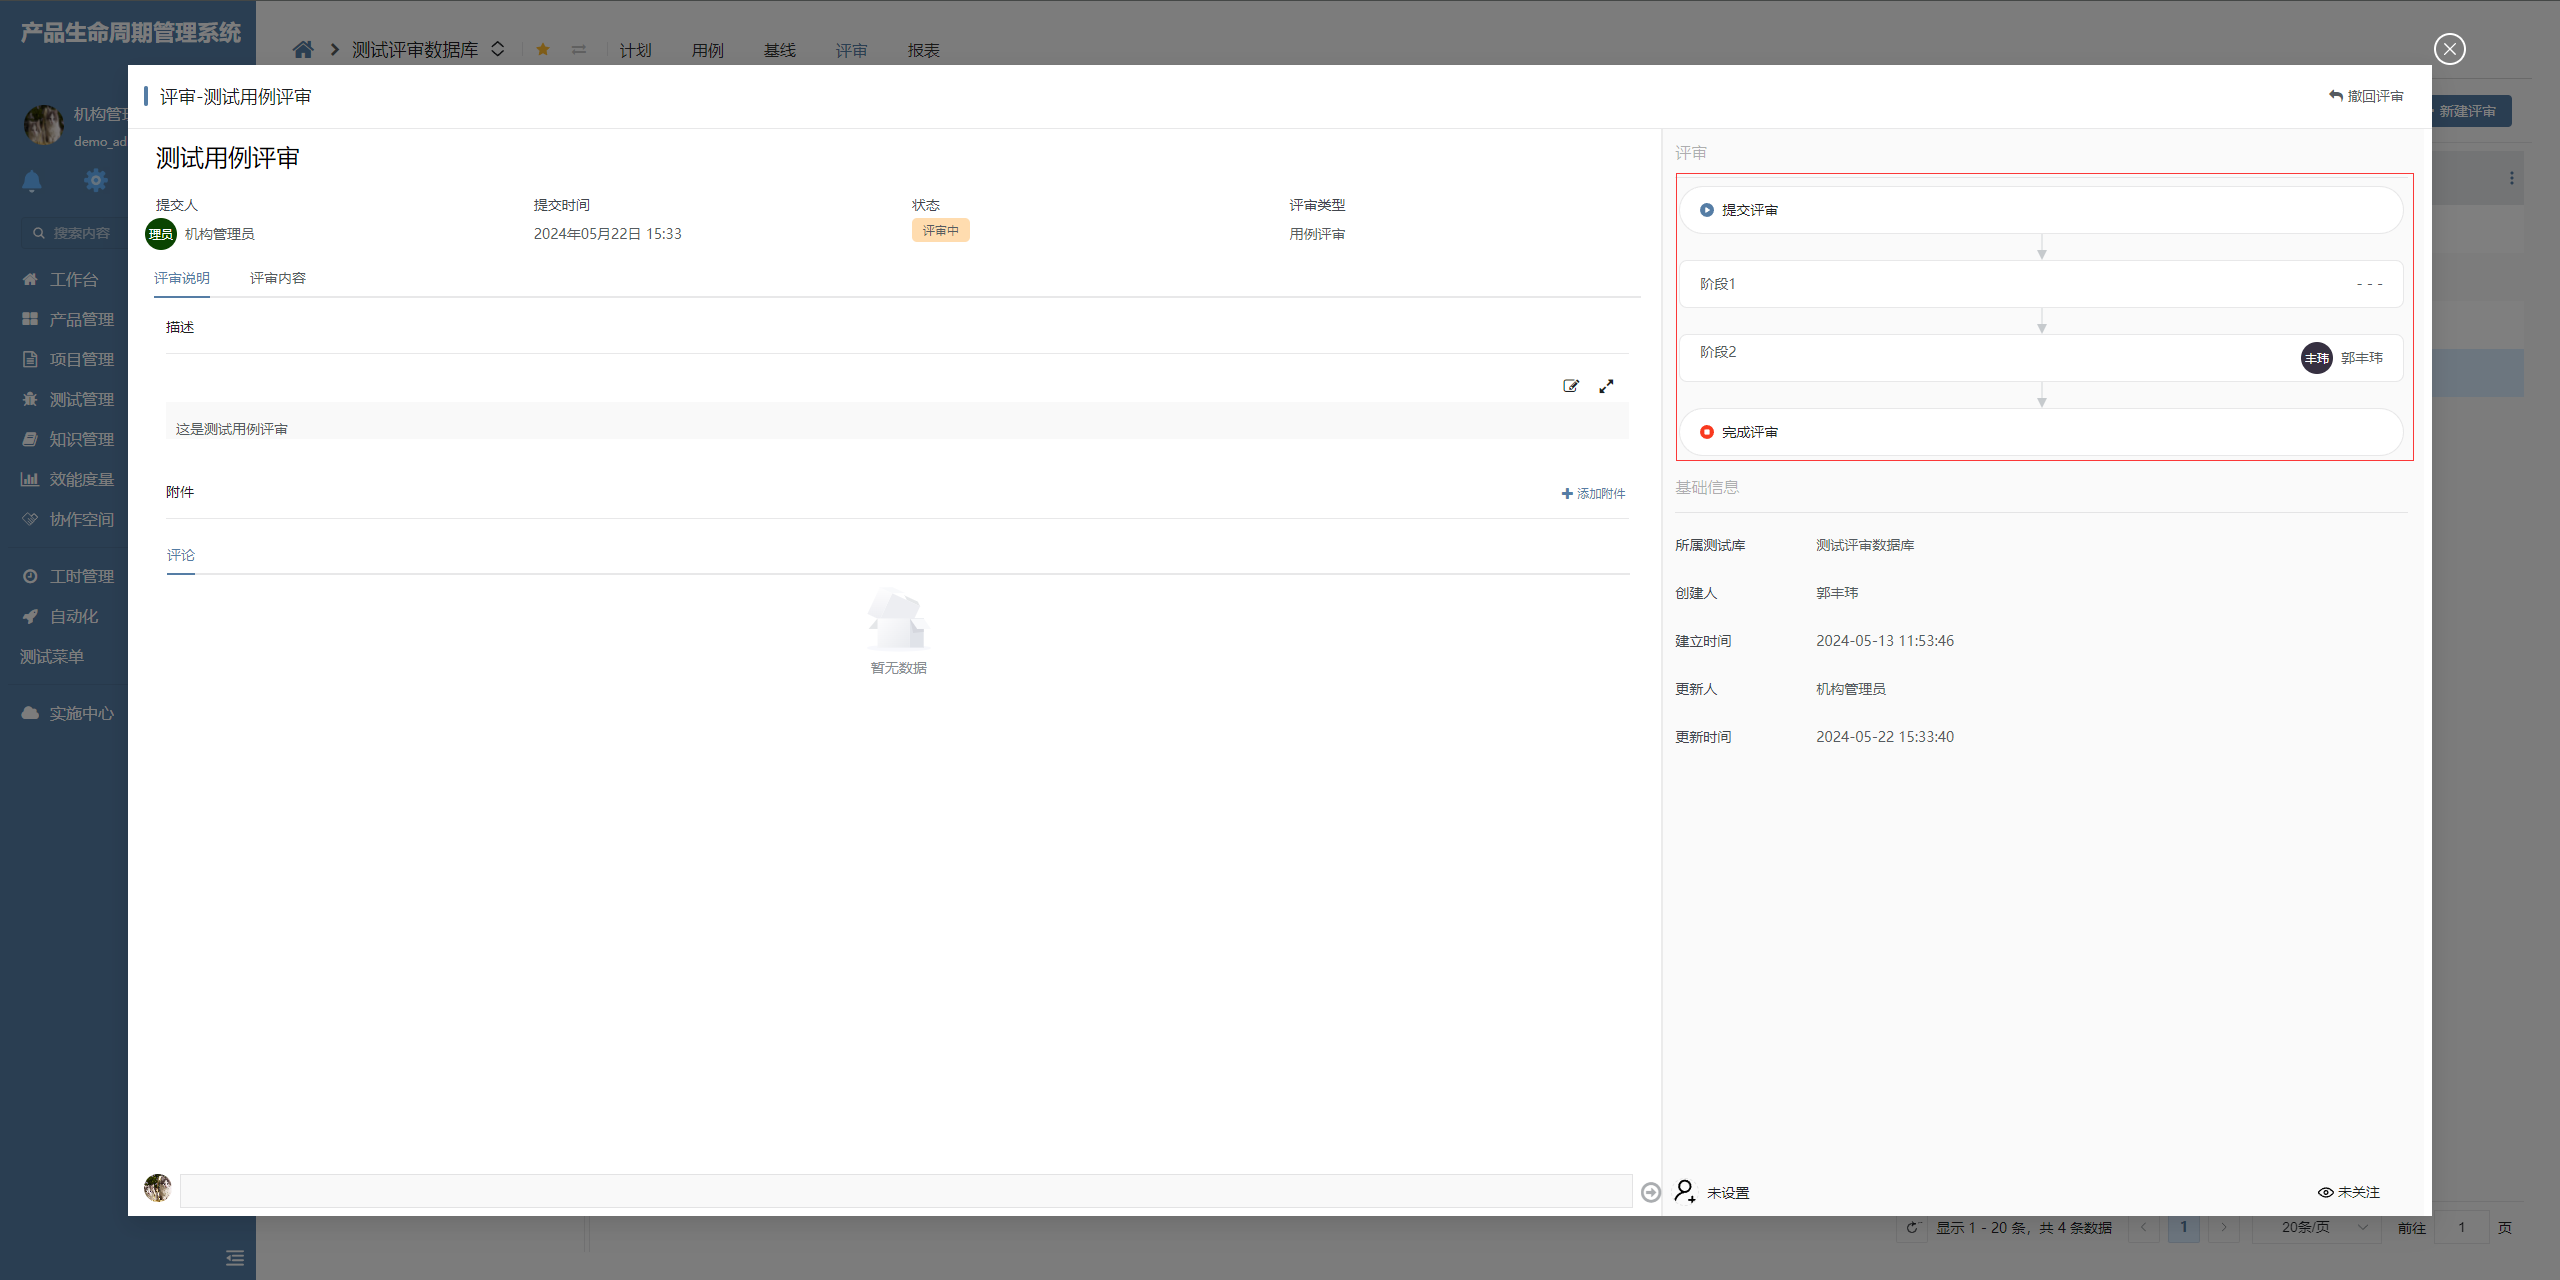 产品生命周期管理系统
测试评审数据库
计划
用例
基线
评审
报表
机构管理
demo_ad
新建评审
搜索内容
工作台
产品管理
项目管理
测试管理
知识管理
效能度量
协作空间
工时管理
自动化
测试菜单
实施中心
评审-测试用例评审
撤回评审
测试用例评审
提交人
提交时间
状态
评审类型
理员 机构管理员
2024年05月22日 15:33
评审中
用例评审
评审说明
评审内容
描述
这是测试用例评审
附件
添加附件
评论
暂无数据
评审
提交评审
阶段1
- - -
阶段2
丰玮 郭丰玮
完成评审
基础信息
所属测试库 测试评审数据库
创建人 郭丰玮
建立时间 2024-05-13 11:53:46
更新人 机构管理员
更新时间 2024-05-22 15:33:40
未设置
未关注
显示 1 - 20 条，共 4 条数据
1
20条/页
前往 1 页